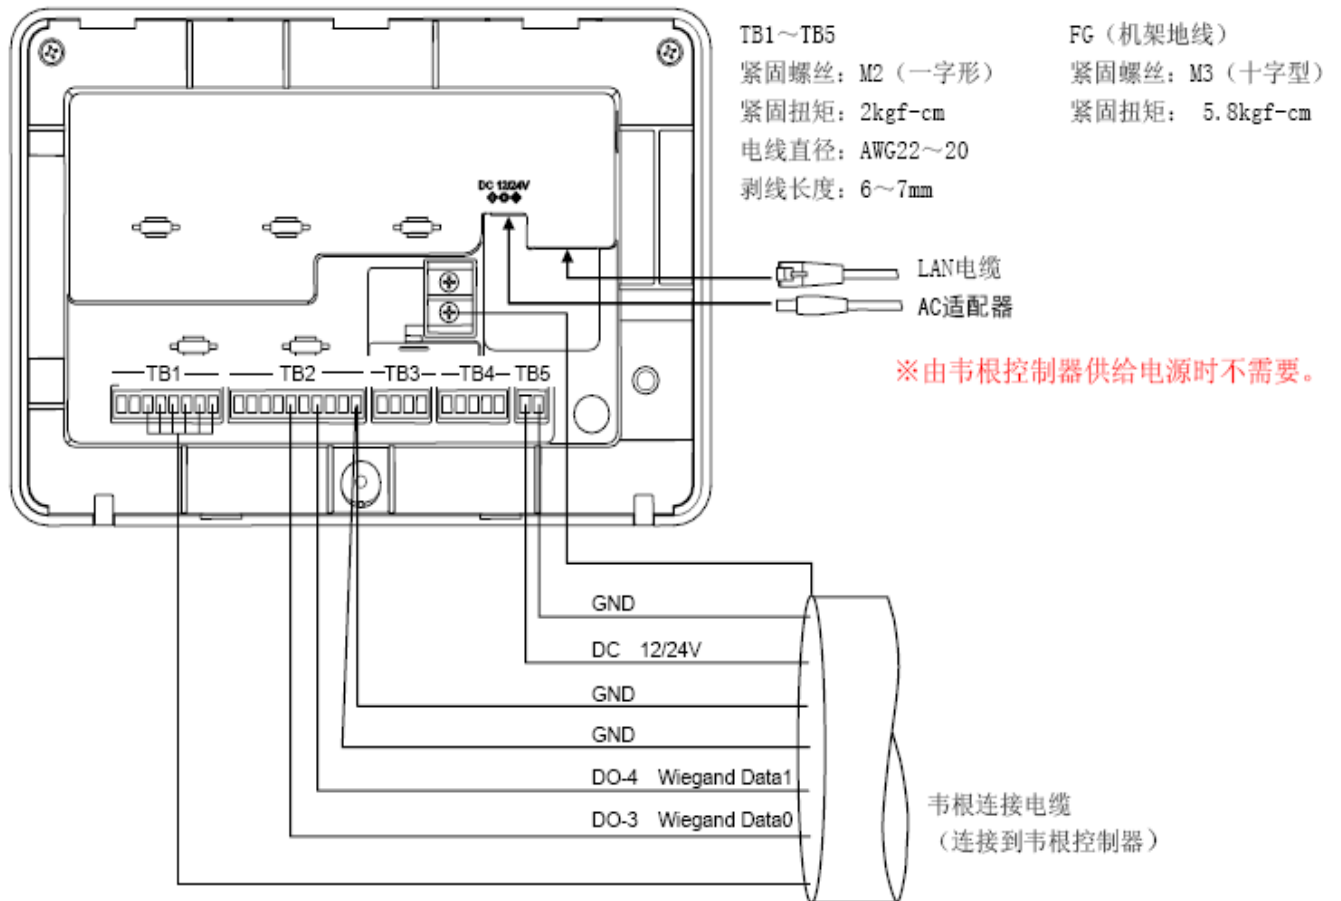 TB1～TB5
紧固螺丝：M2（一字形）
紧固扭矩：2kgf-cm
电线直径：AWG22～20
剥线长度：6～7mm
FG（机架地线）
紧固螺丝：M3（十字型）
紧固扭矩： 5.8kgf-cm
DC 12/24V
LAN电缆
AC适配器
※由韦根控制器供给电源时不需要。
TB1 TB2 TB3 TB4 TB5
GND
DC 12/24V
GND
GND
DO-4 Wiegand Data1
DO-3 Wiegand Data0
韦根连接电缆
（连接到韦根控制器）